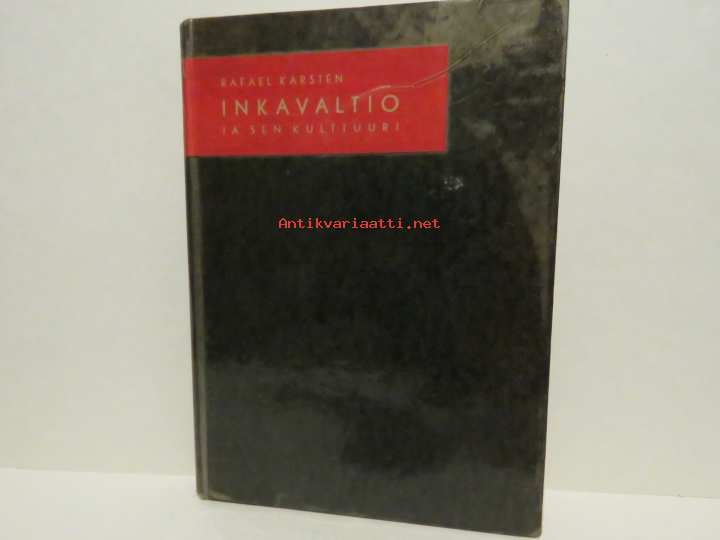 RAFAEL KARSTEN
INKAVALTIO
JA SEN KULTTUURI
Antikvariaatti.net